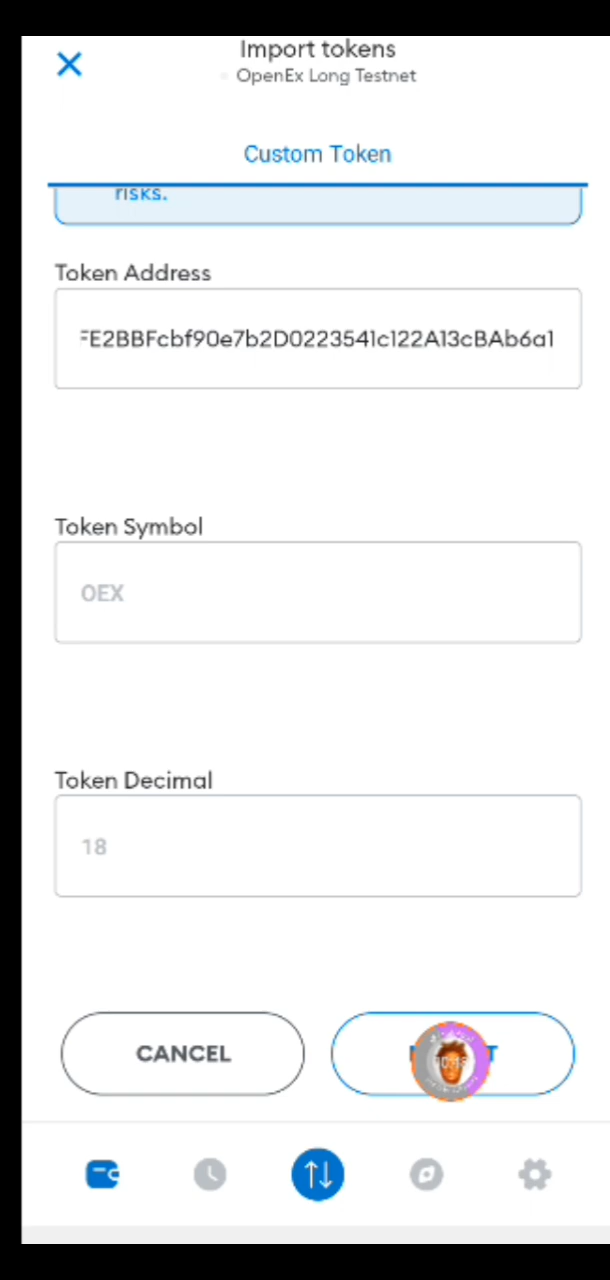 Import tokens
OpenEx Long Testnet
Custom Token
risks.
Token Address
FE2BBFcbf90e7b2D0223541c122A13cBAb6a1
Token Symbol
OEX
Token Decimal
18
CANCEL